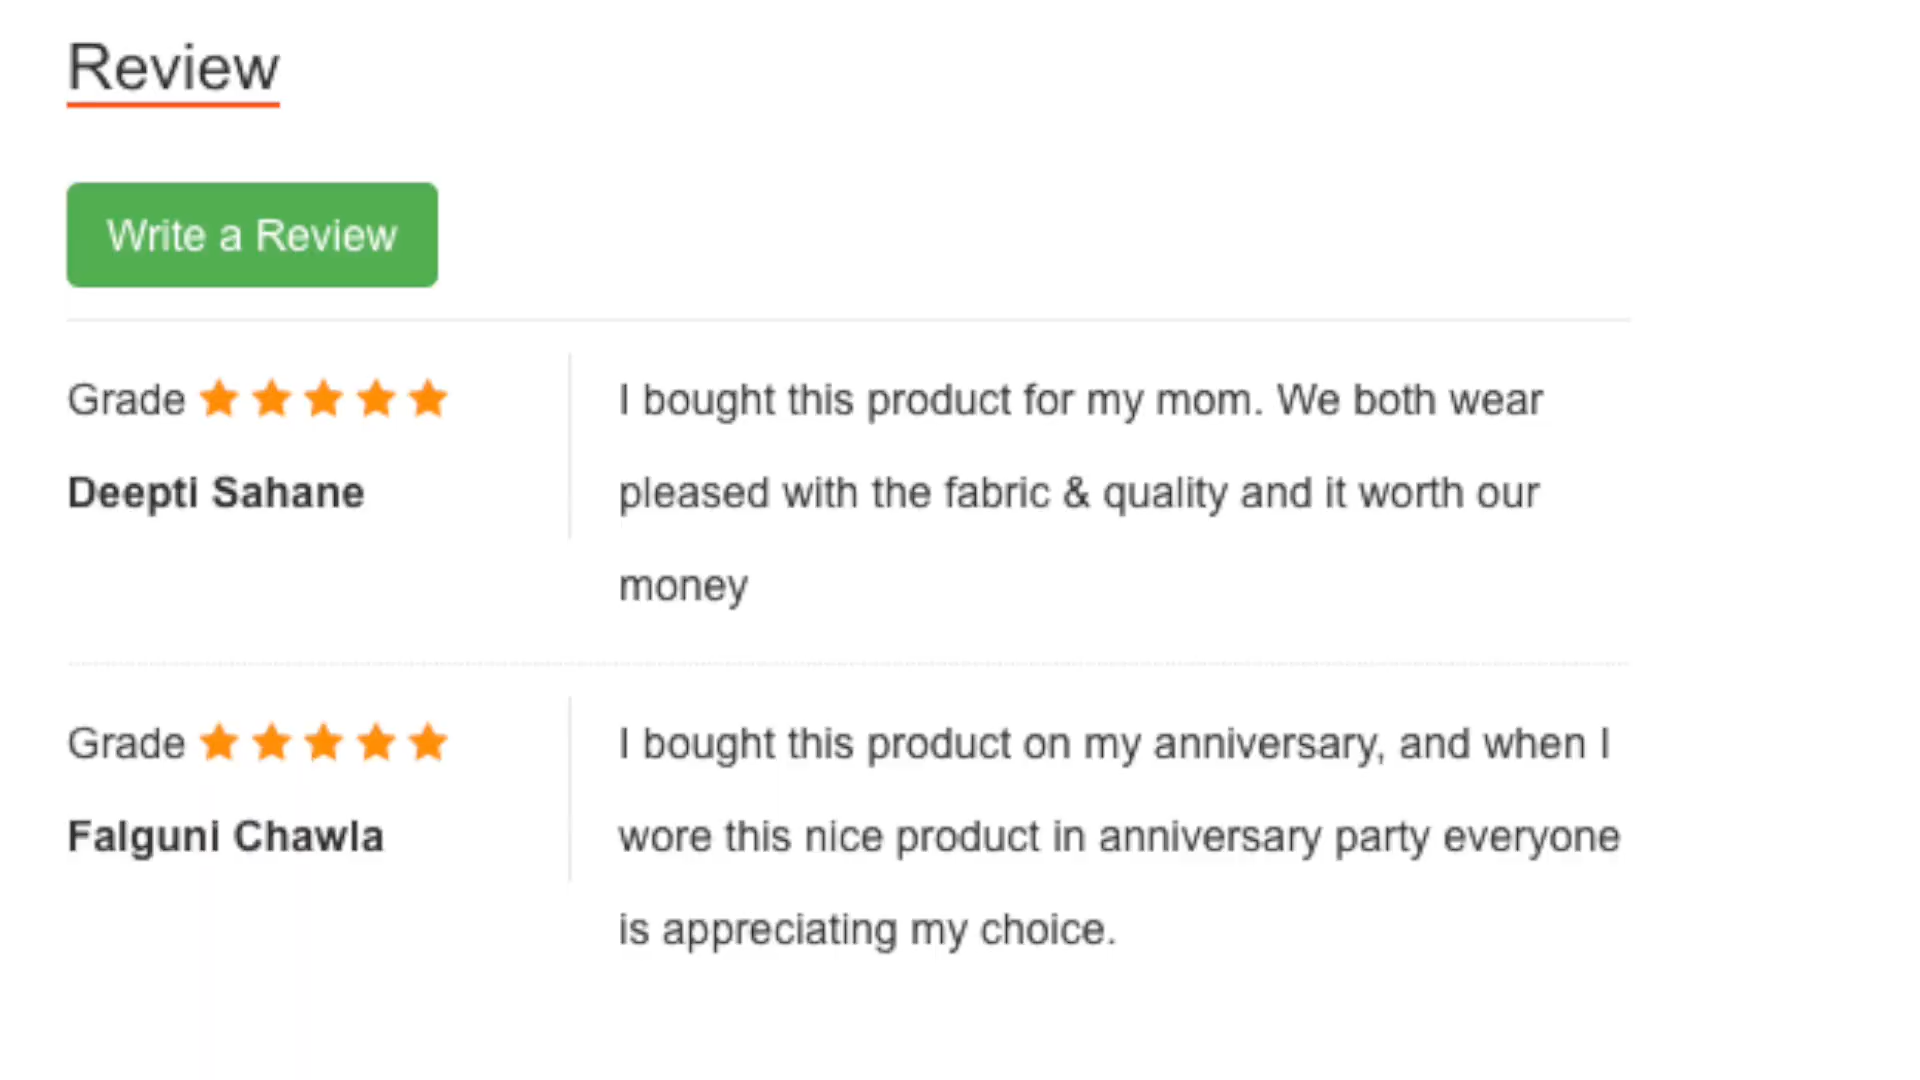 Review
Write a Review
Grade
Deepti Sahane
I bought this product for my mom. We both wear
pleased with the fabric & quality and it worth our
money
Grade
Falguni Chawla
I bought this product on my anniversary, and when I
wore this nice product in anniversary party everyone
is appreciating my choice.